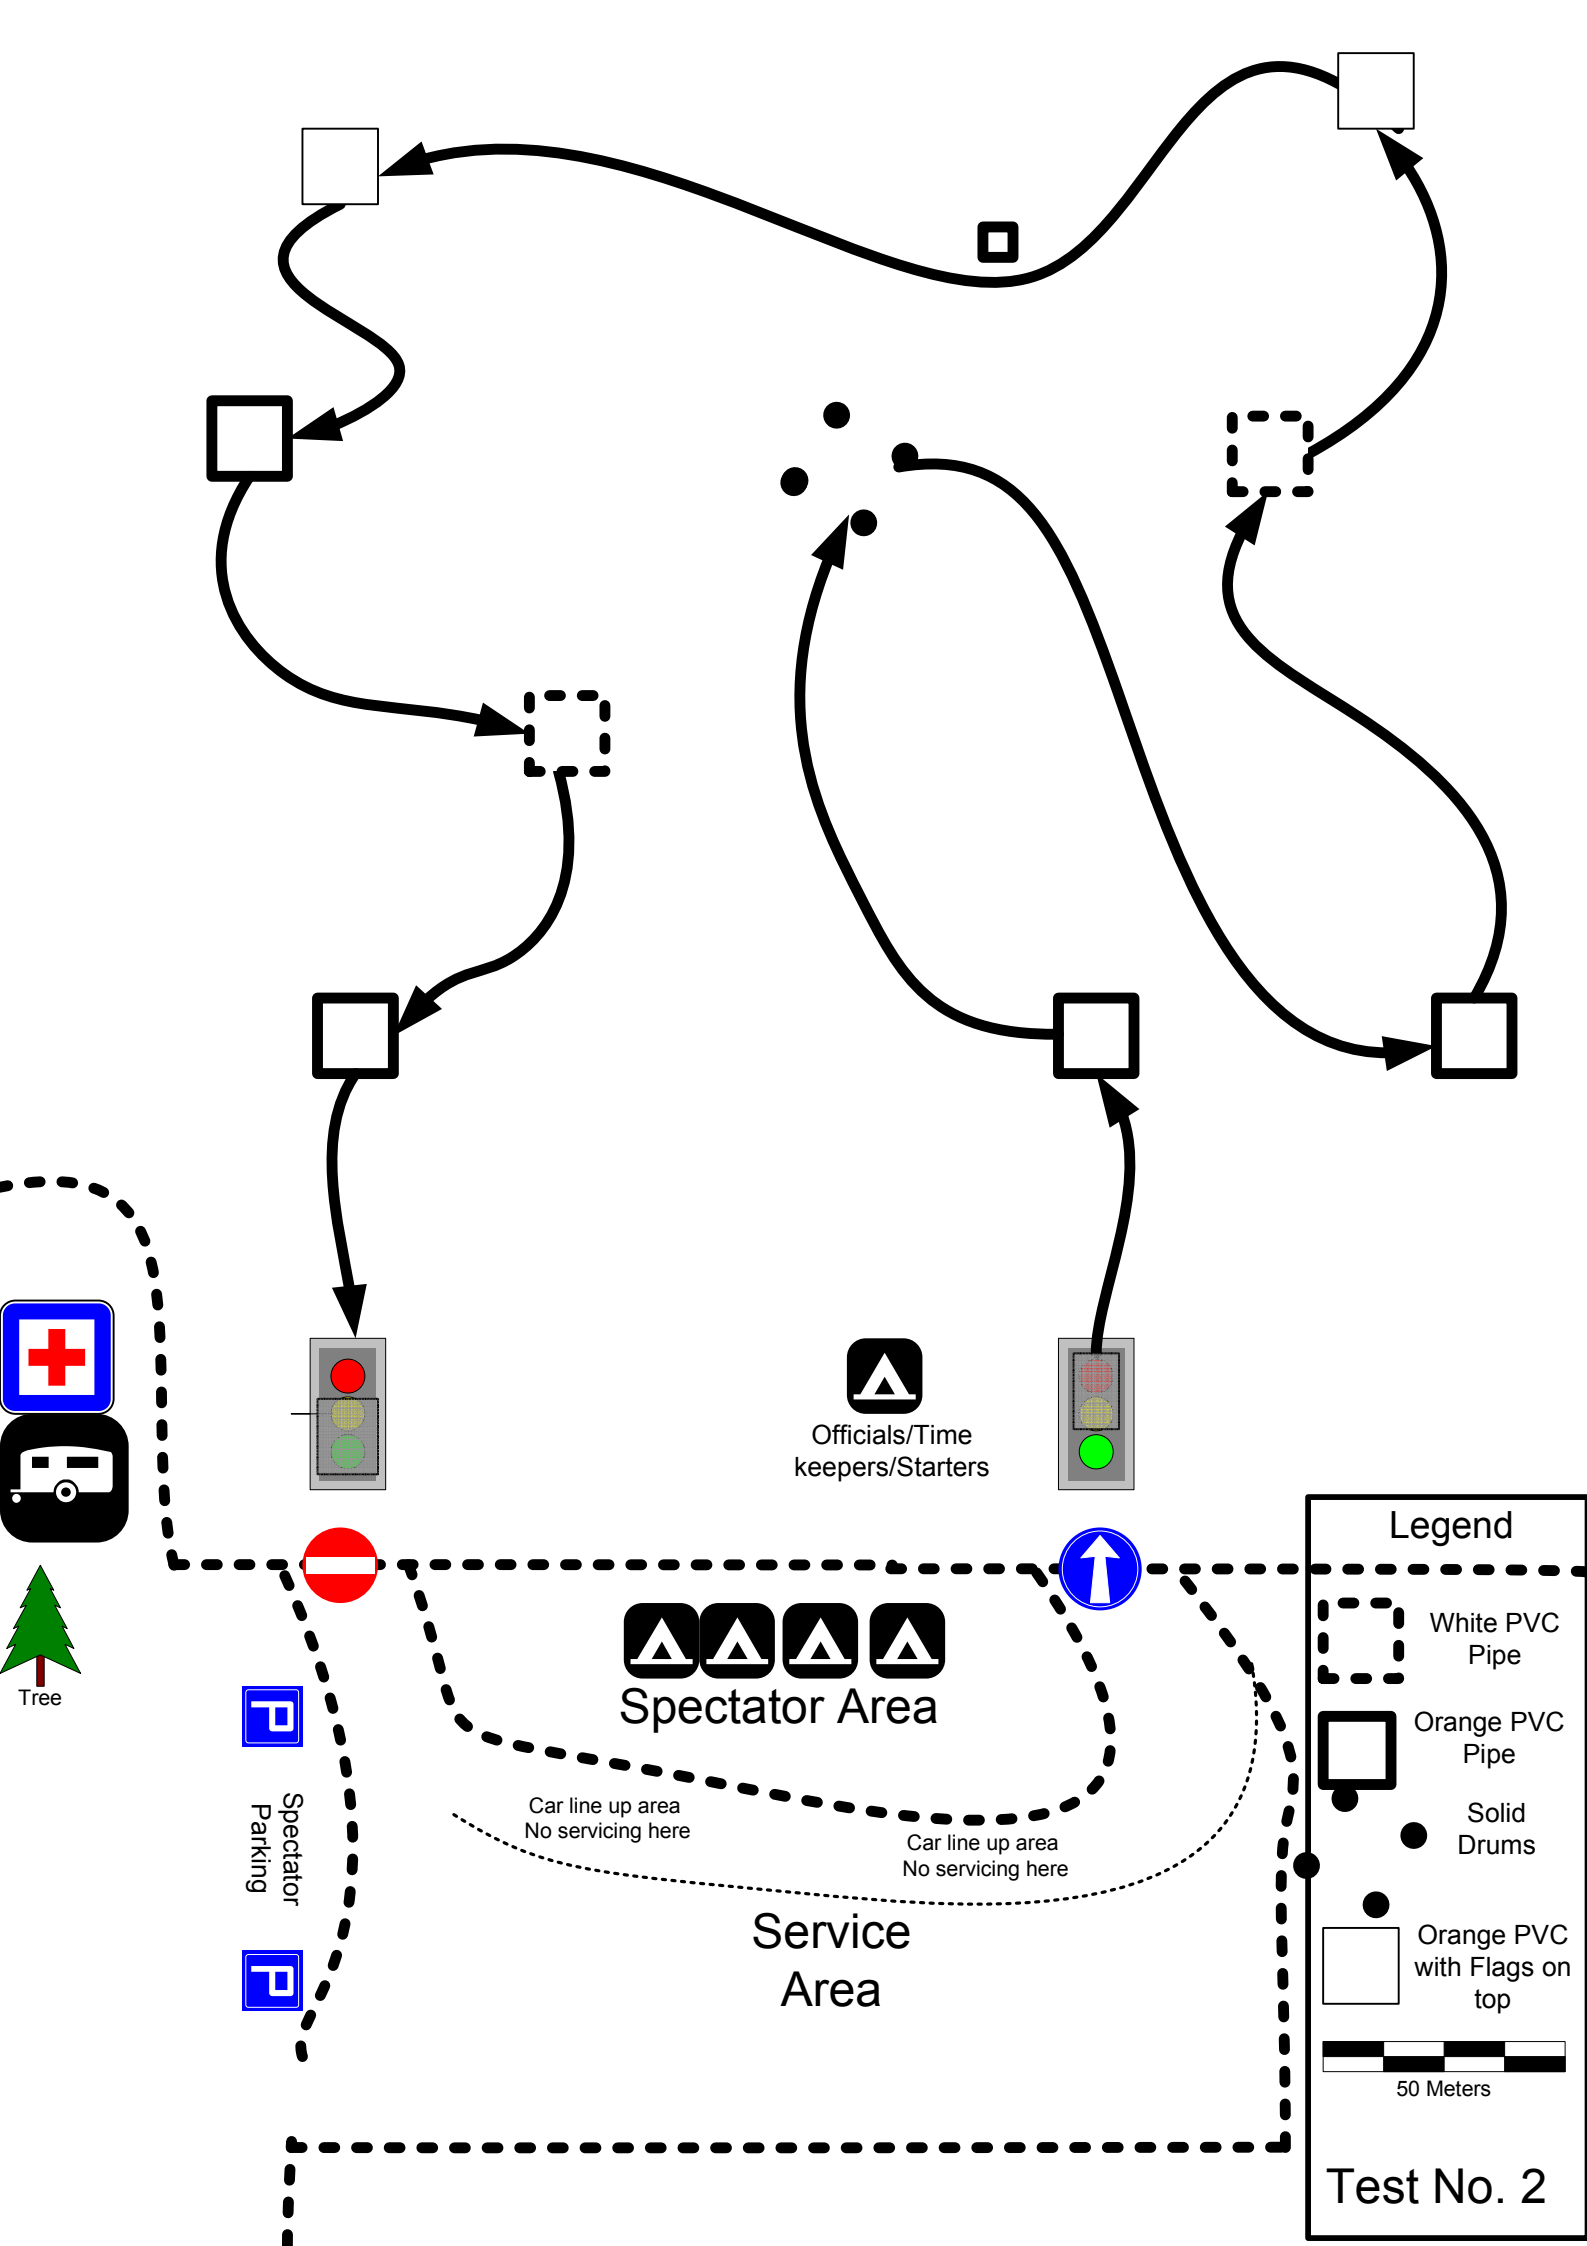 Officials/Time
keepers/Starters
Legend
White PVC
Pipe
Orange PVC
Pipe
Solid
Drums
Orange PVC
with Flags on
top
50 Meters
Test No. 2
Tree
P
Spectator
Parking
P
Spectator Area
Car line up area
No servicing here
Car line up area
No servicing here
Service
Area